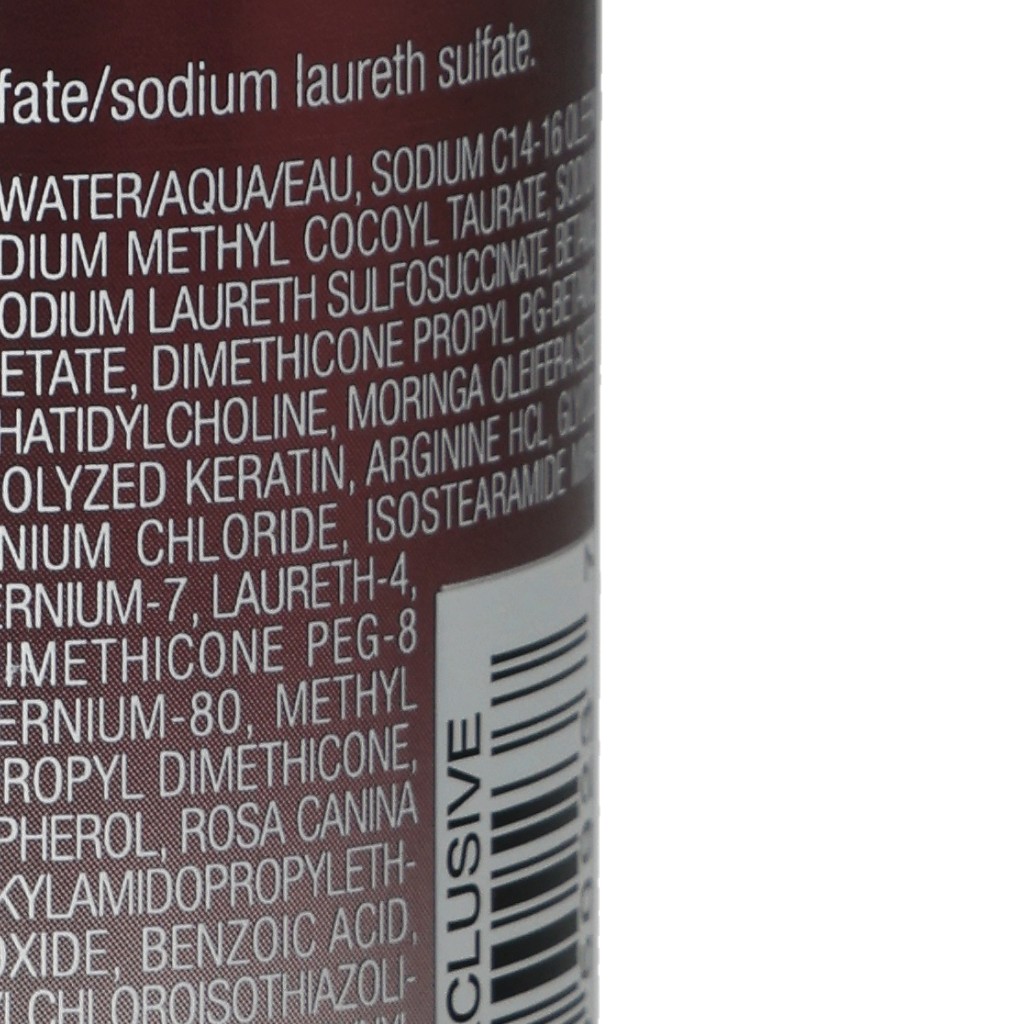 fate/sodium laureth sulfate.
WATER/AQUA/EAU, SODIUM C14-16
DIUM METHYL COCOYL TAURATE,
ODIUM LAURETH SULFOSUCCINATE,
ETATE, DIMETHICONE PROPYL PG-BETAINE
HATIDYLCHOLINE, MORINGA OLEIFERA
OLYZED KERATIN, ARGININE HCL,
NIUM CHLORIDE, ISOSTEARAMIDE
ERNIUM-7, LAURETH-4,
IMETHICONE PEG-8
ERNIUM-80, METHYL
ROPYL DIMETHICONE,
PHEROL, ROSA CANINA
KYLAMIDOPROPYLETH-
OXIDE, BENZOIC ACID,
YLCHLOROISOTHIAZOLI-
CLUSIVE